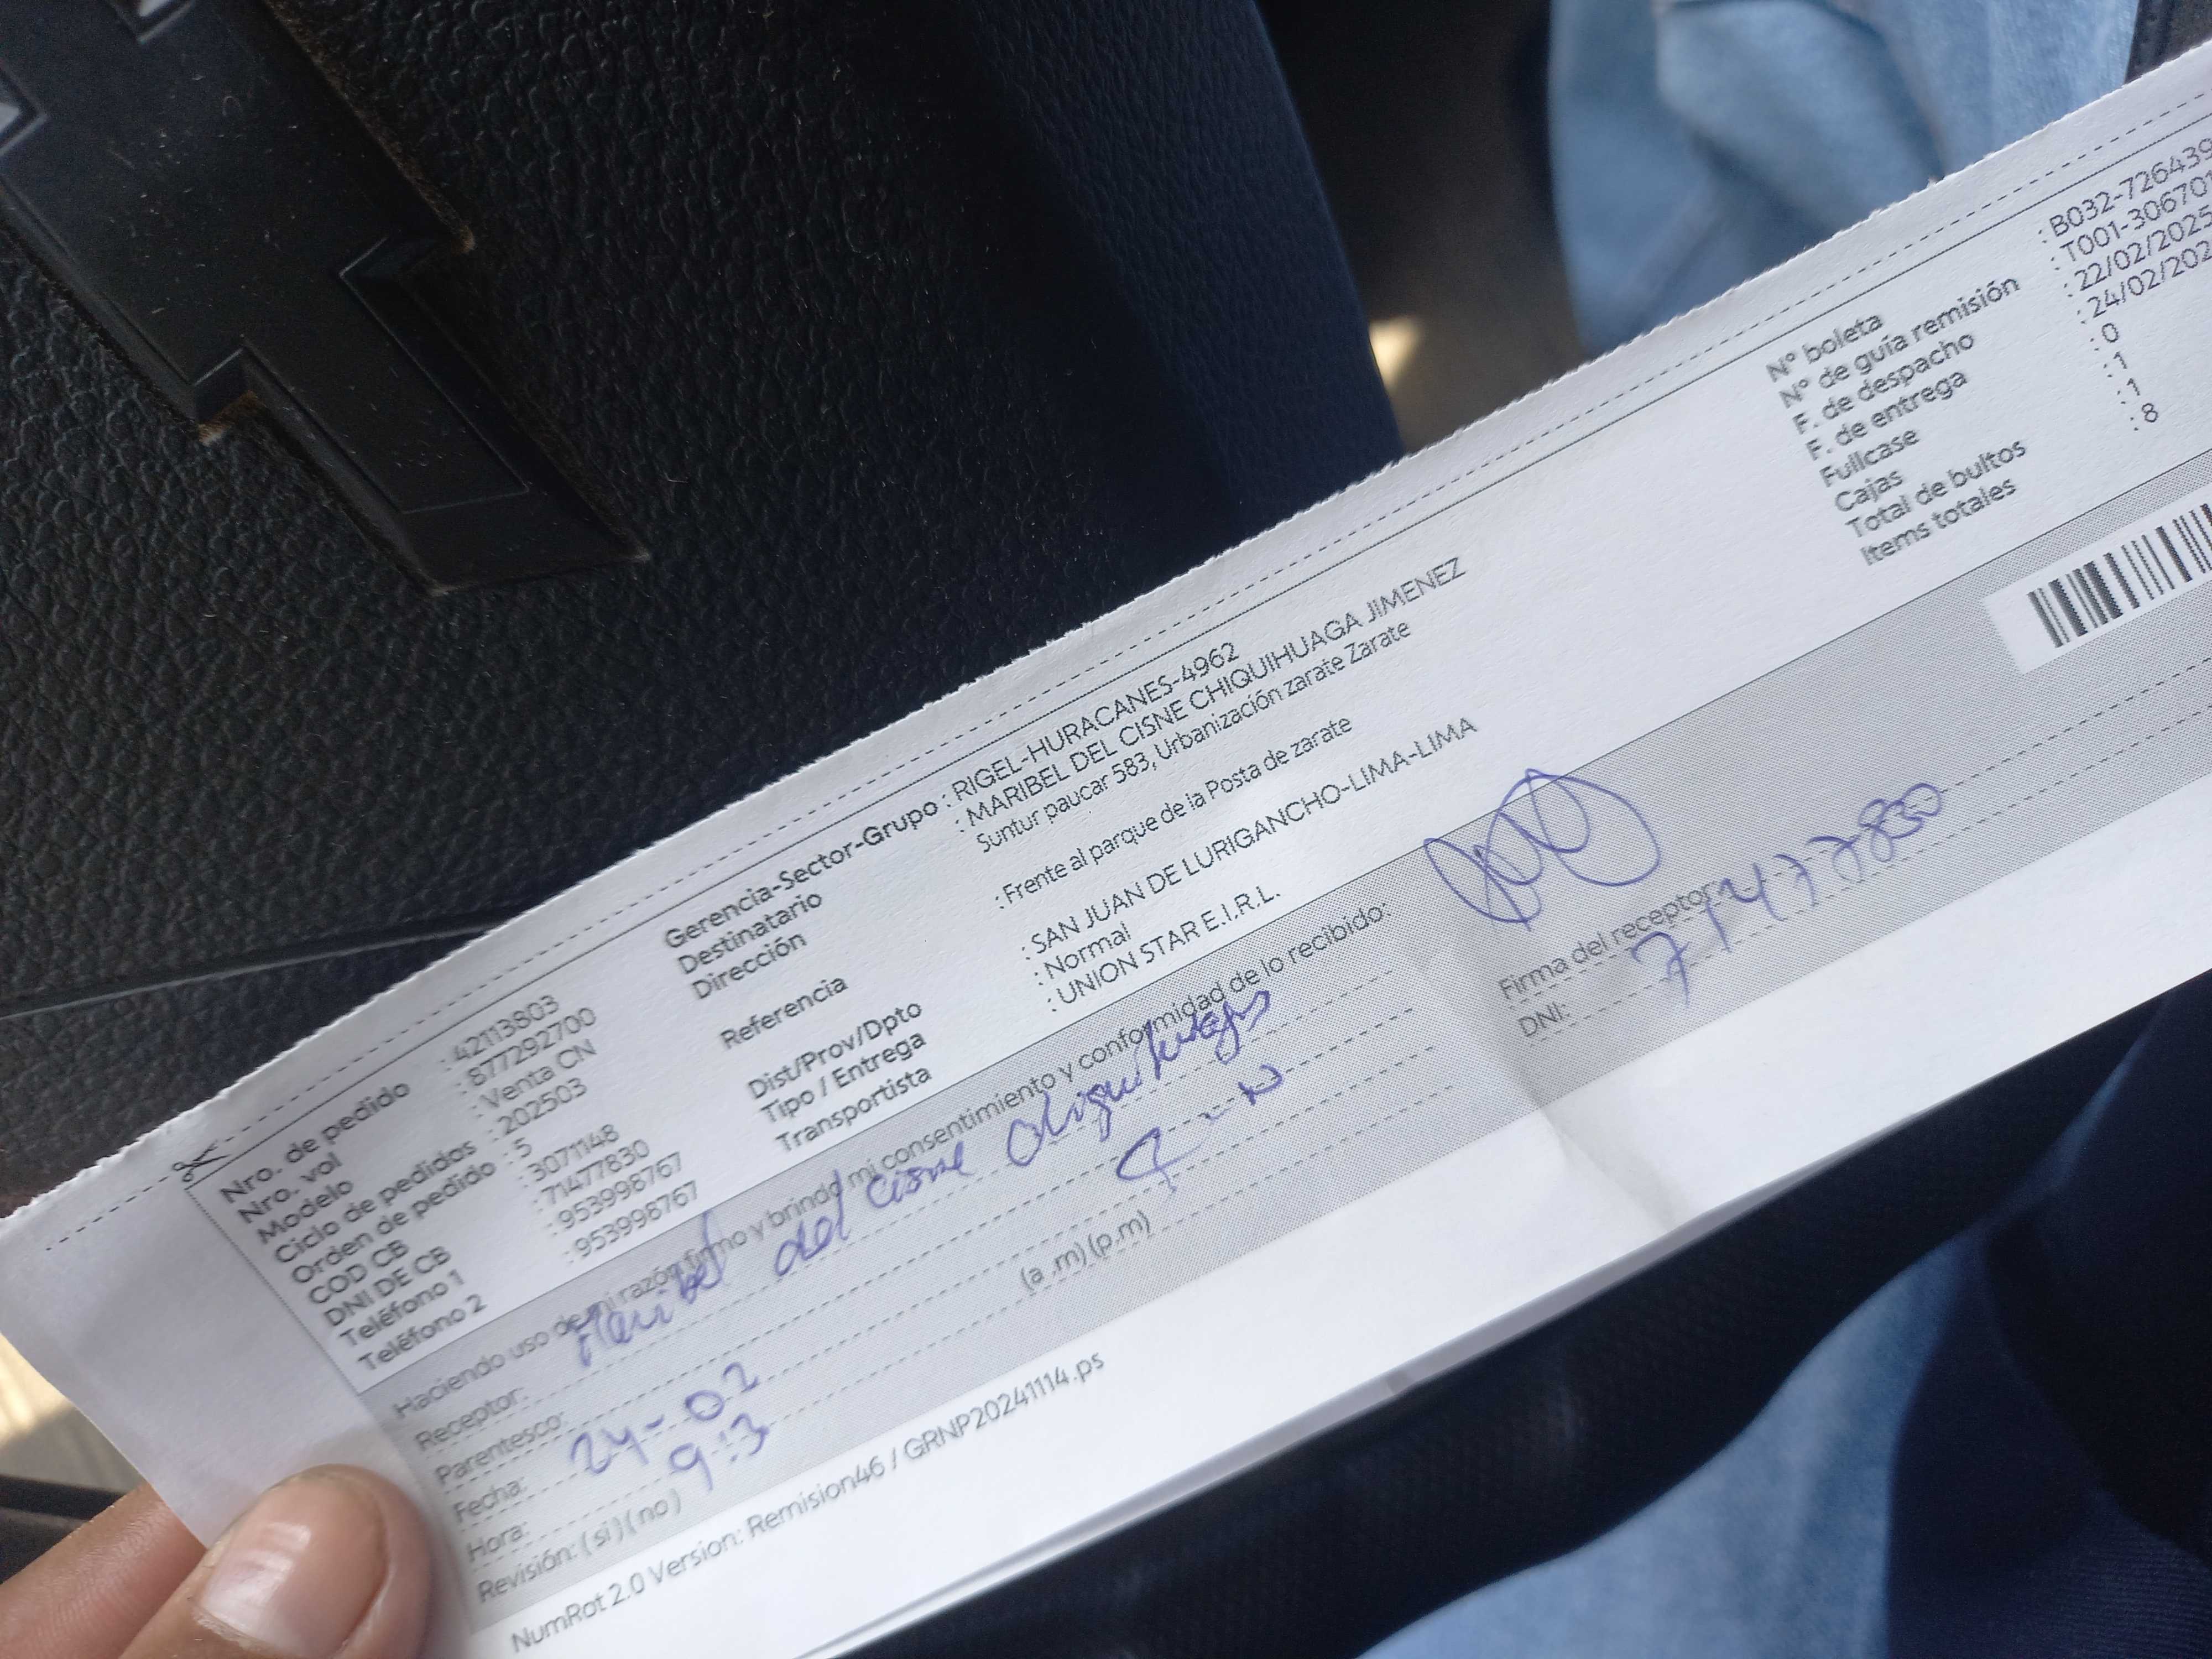 Nro. de pedido : 42113803
Nro. vol : 877292700
Modelo : Venta CN
Ciclo de pedidos : 202503
Orden de pedido : 5
COD CB : 3071148
DNI DE CB : 71477830
Teléfono 1 : 953998767
Teléfono 2 : 953998767
Gerencia-Sector-Grupo : RIGEL-HURACANES-4962
Destinatario : MARIBEL DEL CISNE CHIQUIHUAGA JIMENEZ
Dirección Suntur paucar 583, Urbanización zarate Zarate
Referencia : Frente al parque de la Posta de zarate
Dist/Prov/Dpto : SAN JUAN DE LURIGANCHO-LIMA-LIMA
Tipo / Entrega : Normal
Transportista : UNION STAR E.I.R.L.
N° boleta : B032-726439
N° de guía remisión : T001-30670
F. de despacho : 22/02/2025
F. de entrega : 24/02/202
Fullcase : 0
Cajas : 1
Total de bultos : 1
Items totales : 8
Haciendo uso de mi razón firmo y brindo mi consentimiento y conformidad de lo recibido:
Receptor: Maribel del cisne
Parentesco:
Fecha: 24-02
Hora: 9:3 (a .m) (p.m)
Revisión: ( si ) ( no )
Firma del receptor:
DNI: 71477830
NumRot 2.0 Version: Remision46 / GRNP20241114.ps